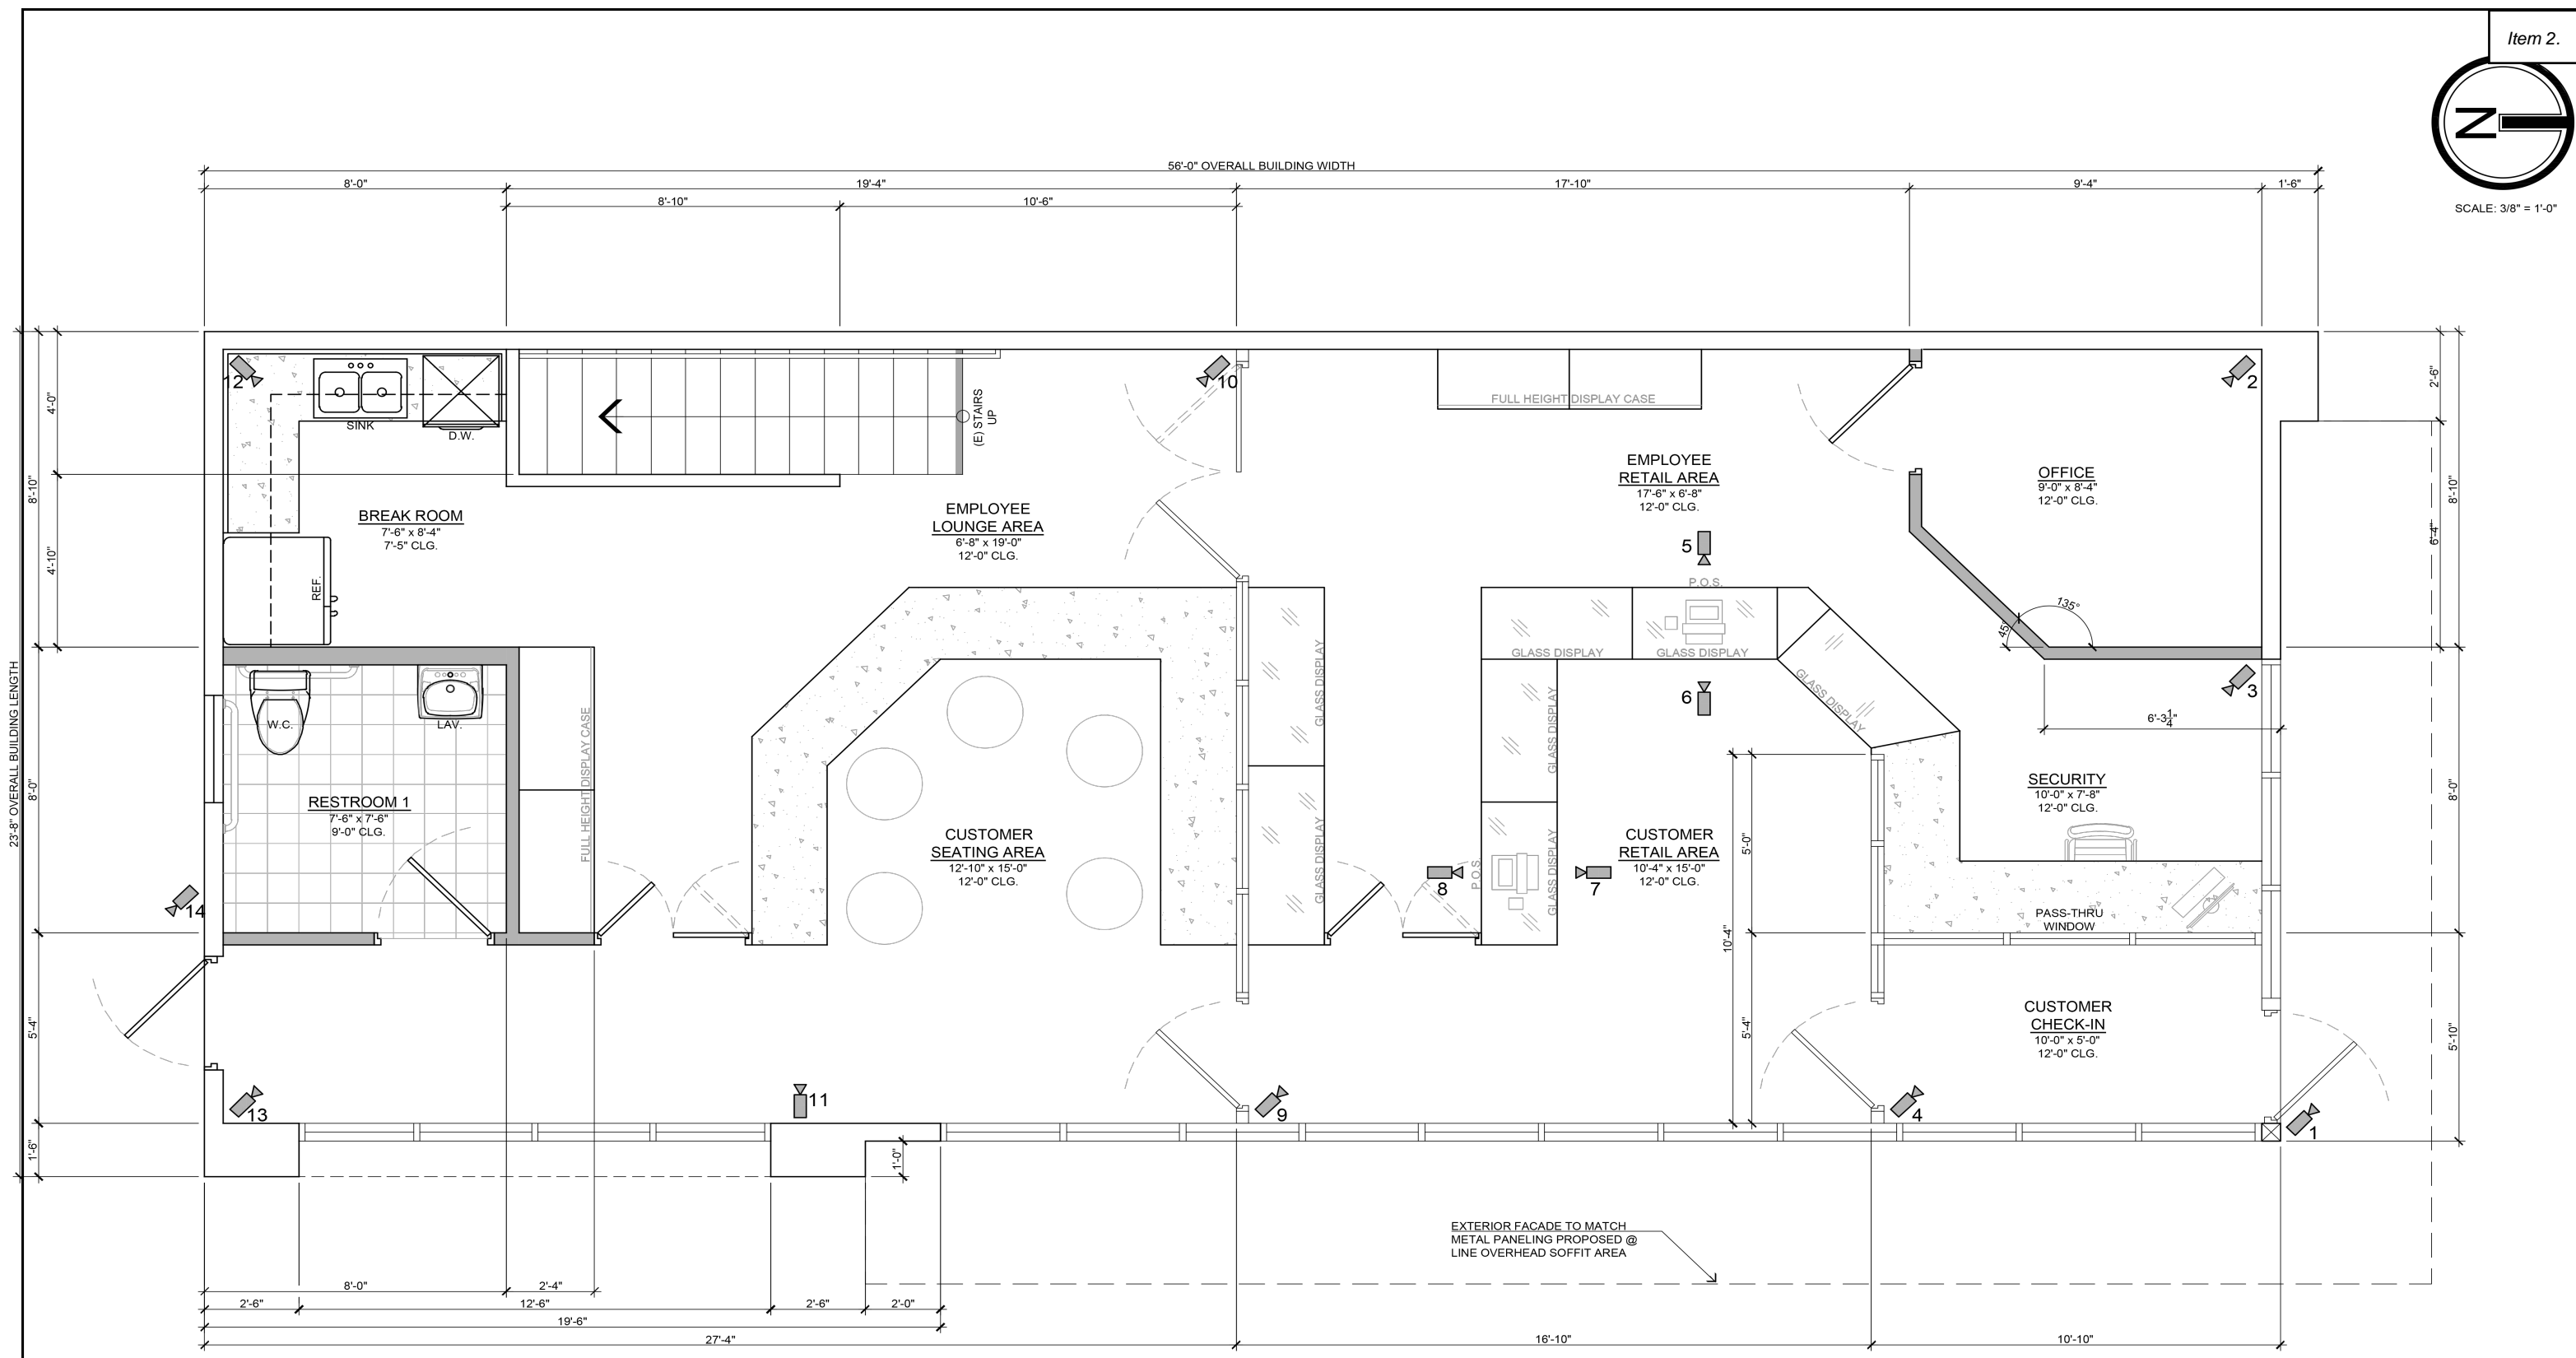 Item 2.
N
SCALE: 3/8" = 1'-0"
56'-0" OVERALL BUILDING WIDTH
8'-0"
19'-4"
17'-10"
9'-4"
1'-6"
8'-10"
10'-6"
23'-8" OVERALL BUILDING LENGTH
8'-10"
8'-0"
5'-4"
1'-6"
4'-0"
4'-10"
12
SINK
D.W.
(E) STAIRS
UP
10
FULL HEIGHT DISPLAY CASE
2
2'-6"
8'-10"
6'-4"
BREAK ROOM
7'-6" x 8'-4"
7'-5" CLG.
REF.
EMPLOYEE
LOUNGE AREA
6'-8" x 19'-0"
12'-0" CLG.
EMPLOYEE
RETAIL AREA
17'-6" x 6'-8"
12'-0" CLG.
5
OFFICE
9'-0" x 8'-4"
12'-0" CLG.
P.O.S.
GLASS DISPLAY
GLASS DISPLAY
GLASS DISPLAY
GLASS DISPLAY
GLASS DISPLAY
GLASS DISPLAY
GLASS DISPLAY
135°
45°
3
6'-3 1/4"
6
W.C.
LAV.
FULL HEIGHT DISPLAY CASE
RESTROOM 1
7'-6" x 7'-6"
9'-0" CLG.
CUSTOMER
SEATING AREA
12'-10" x 15'-0"
12'-0" CLG.
8
P.O.S.
7
CUSTOMER
RETAIL AREA
10'-4" x 15'-0"
12'-0" CLG.
10'-4"
5'-0"
5'-4"
SECURITY
10'-0" x 7'-8"
12'-0" CLG.
PASS-THRU
WINDOW
8'-0"
5'-10"
14
CUSTOMER
CHECK-IN
10'-0" x 5'-0"
12'-0" CLG.
13
11
9
4
1
1'-0"
EXTERIOR FACADE TO MATCH
METAL PANELING PROPOSED @
LINE OVERHEAD SOFFIT AREA
8'-0"
2'-4"
2'-6"
12'-6"
2'-6"
2'-0"
19'-6"
27'-4"
16'-10"
10'-10"